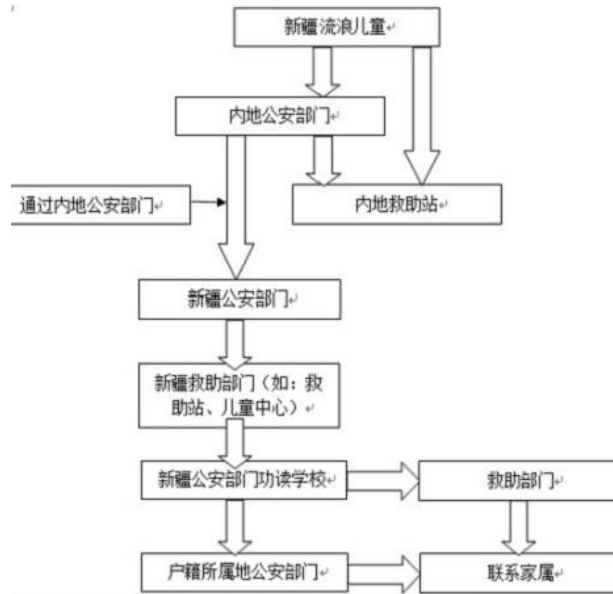 新疆流浪儿童
内地公安部门
通过内地公安部门
内地救助站
新疆公安部门
新疆救助部门（如：救
助站、儿童中心）
新疆公安部门功读学校
救助部门
户籍所属地公安部门
联系家属